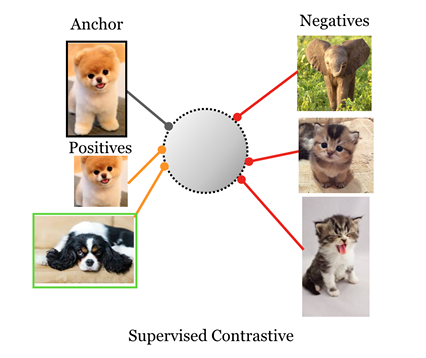 Anchor
Negatives
Positives
Supervised Contrastive